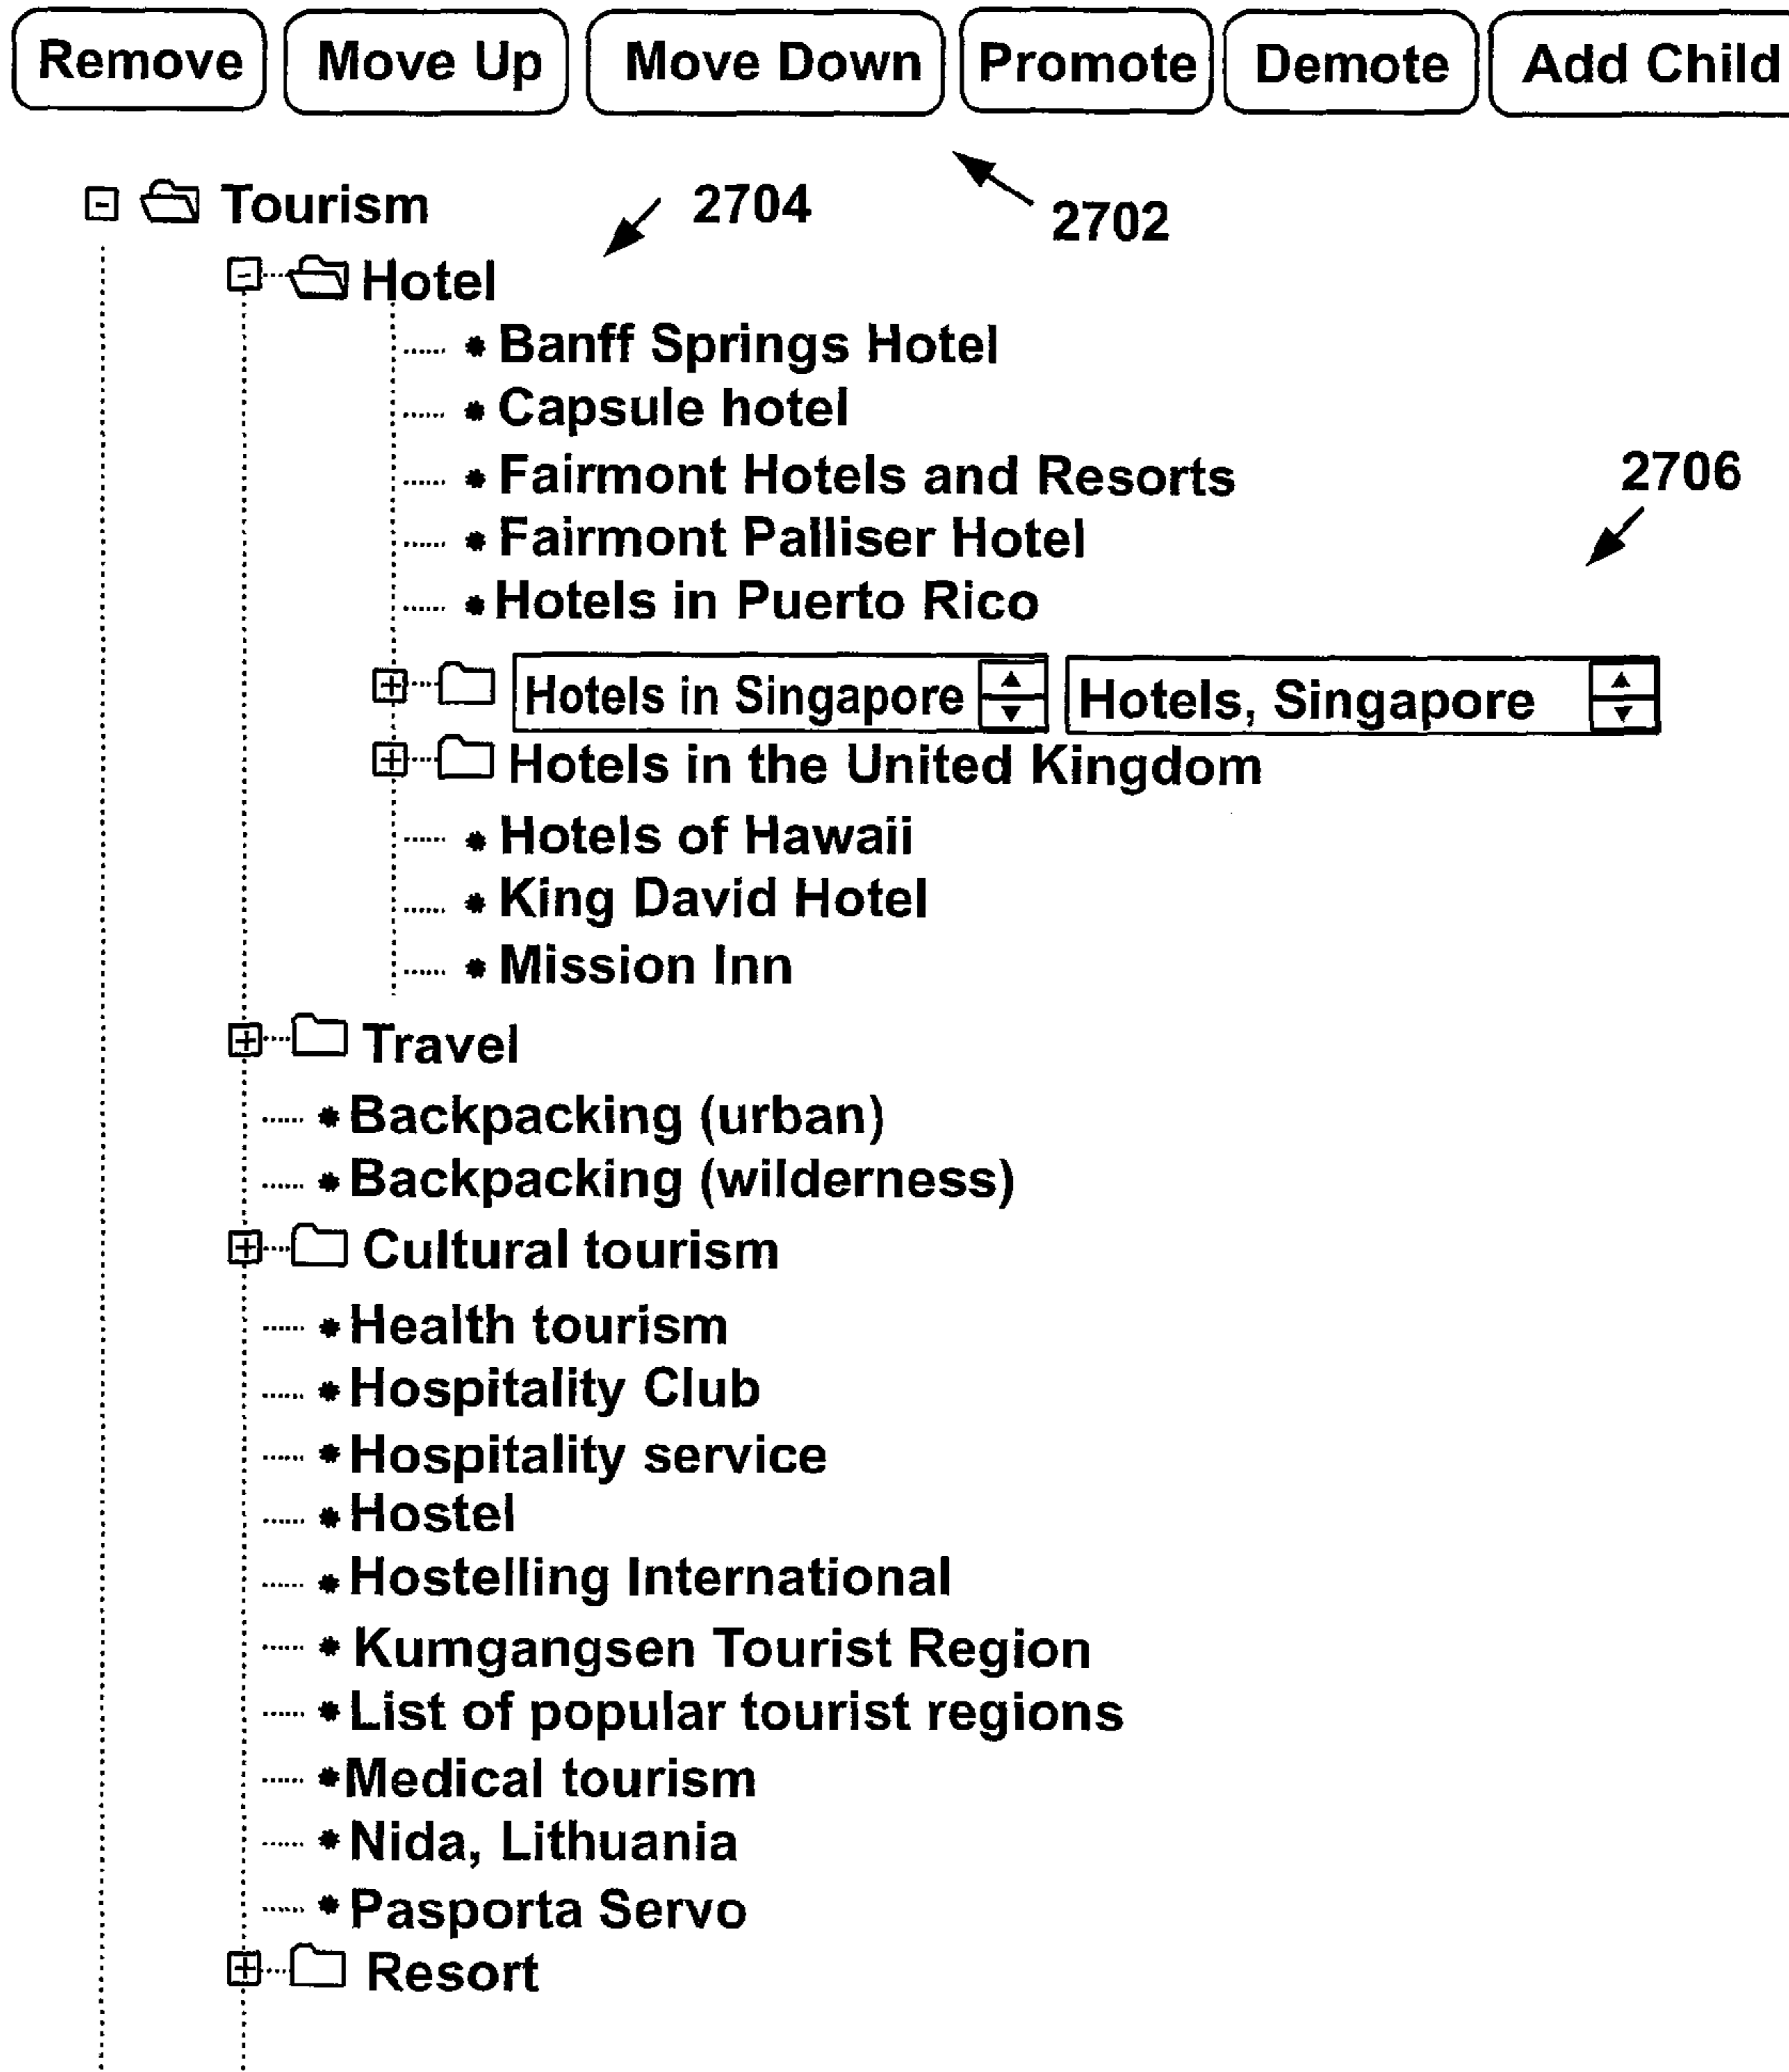 Remove Move Up Move Down Promote Demote Add Child
Tourism 2704 2702
Hotel
Banff Springs Hotel
Capsule hotel
Fairmont Hotels and Resorts 2706
Fairmont Palliser Hotel
Hotels in Puerto Rico
Hotels in Singapore Hotels, Singapore
Hotels in the United Kingdom
Hotels of Hawaii
King David Hotel
Mission Inn
Travel
Backpacking (urban)
Backpacking (wilderness)
Cultural tourism
Health tourism
Hospitality Club
Hospitality service
Hostel
Hostelling International
Kumgangsen Tourist Region
List of popular tourist regions
Medical tourism
Nida, Lithuania
Pasporta Servo
Resort